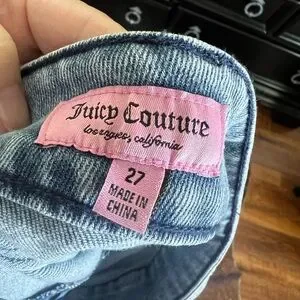 Juicy Couture
los angeles, california
27
MADE IN
CHINA